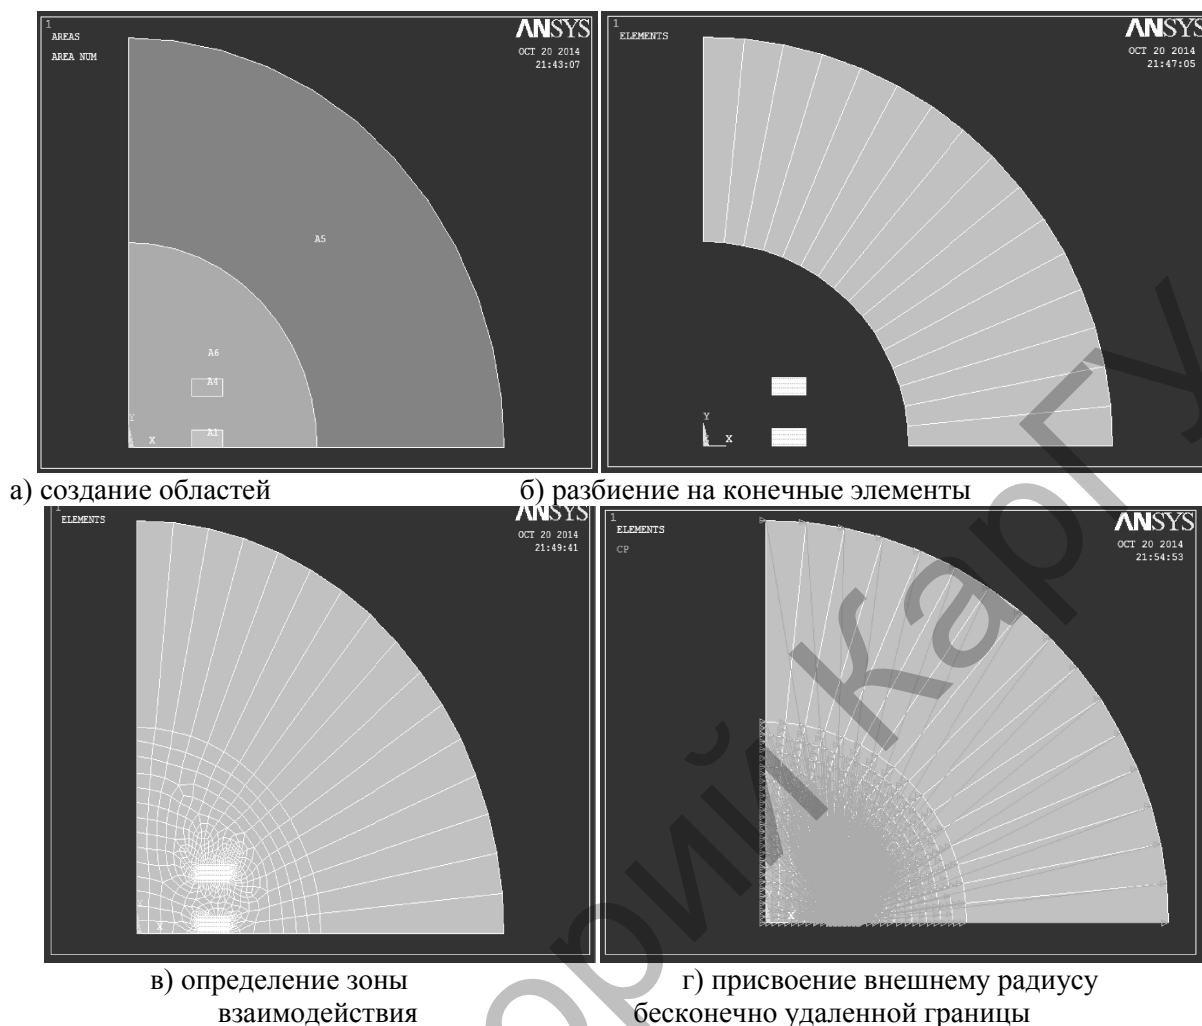 1
AREAS
AREA NUM
ANSYS
OCT 20 2014
21:43:07
A5
A6
A4
A1
Y
X
1
ELEMENTS
ANSYS
OCT 20 2014
21:47:05
Y
X
а) создание областей
б) разбиение на конечные элементы
1
ELEMENTS
ANSYS
OCT 20 2014
21:49:41
X
1
ELEMENTS
CP
ANSYS
OCT 20 2014
21:54:53
X
в) определение зоны
взаимодействия
г) присвоение внешнему радиусу
бесконечно удаленной границы
орий КарГУ